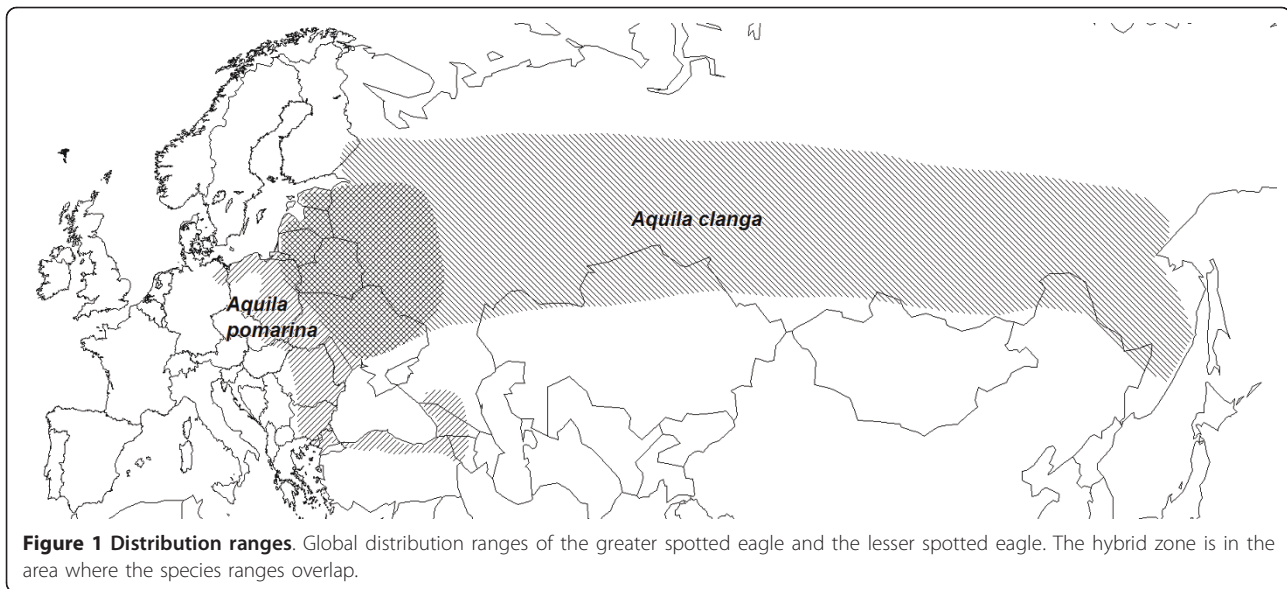 Aquila clanga
Aquila
pomarina
Figure 1 Distribution ranges. Global distribution ranges of the greater spotted eagle and the lesser spotted eagle. The hybrid zone is in the
area where the species ranges overlap.